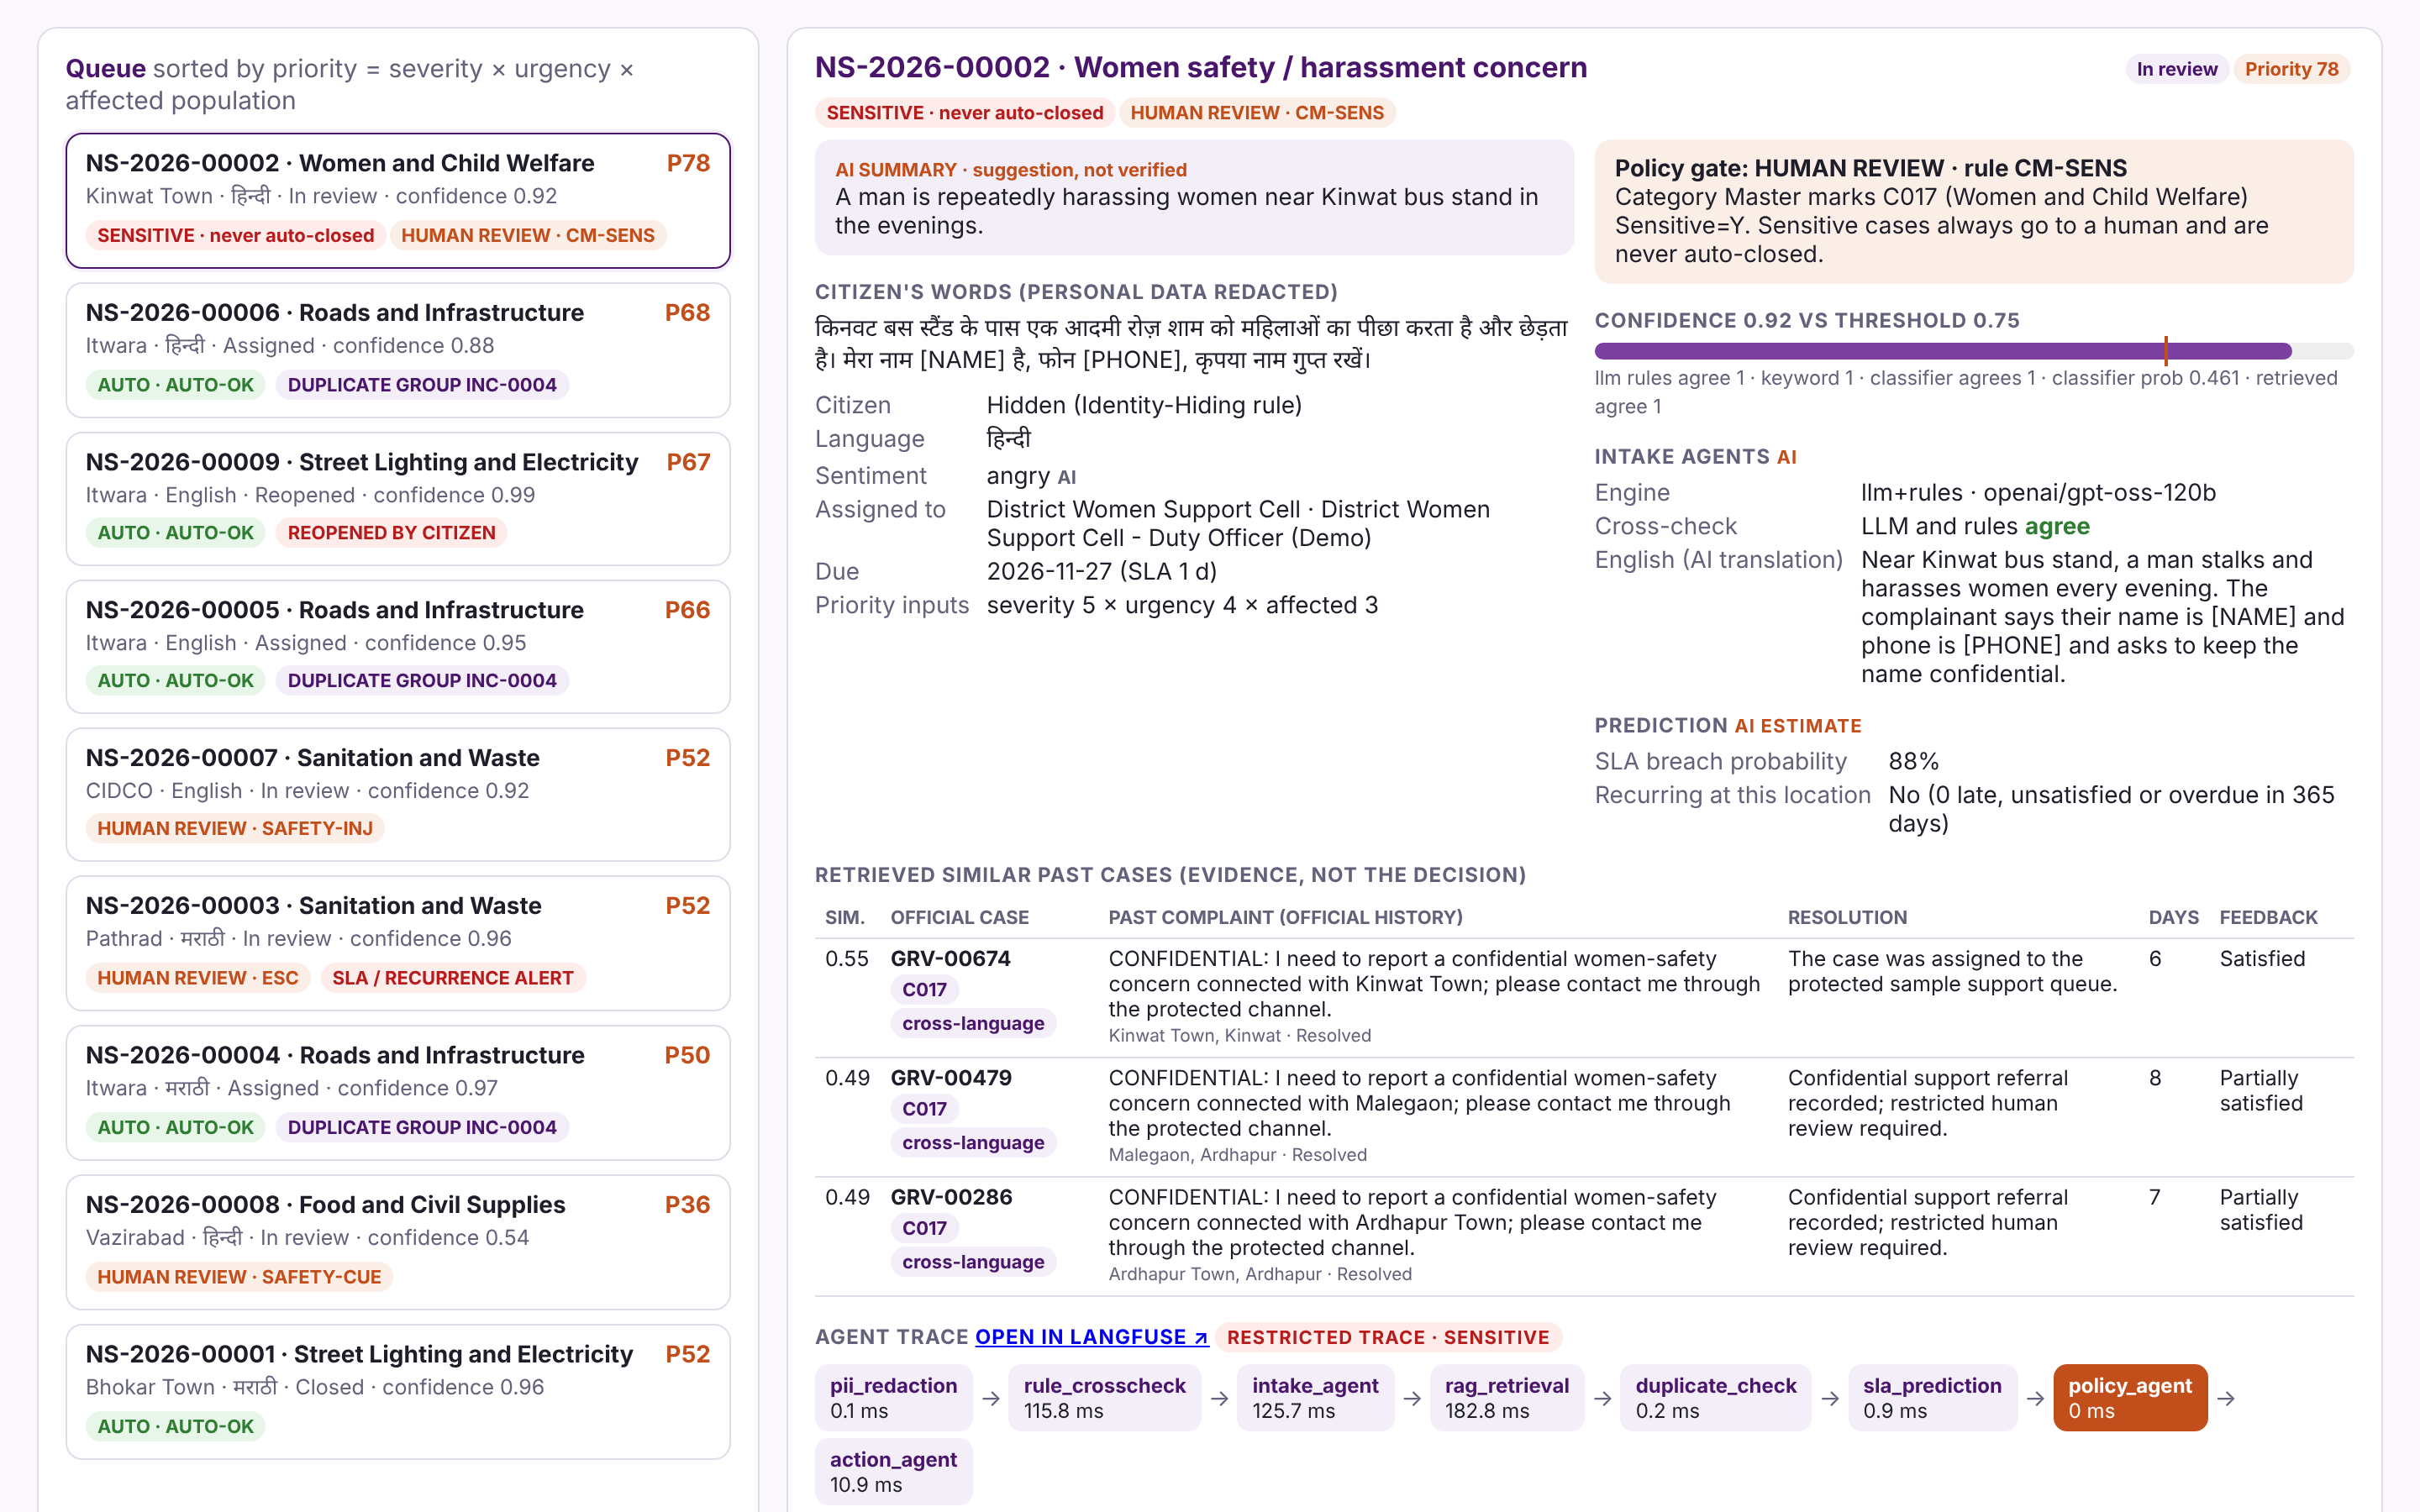 Queue sorted by priority = severity × urgency ×
affected population
NS-2026-00002 · Women and Child Welfare P78
Kinwat Town · हिन्दी · In review · confidence 0.92
SENSITIVE · never auto-closed HUMAN REVIEW · CM-SENS
NS-2026-00006 · Roads and Infrastructure P68
Itwara · हिन्दी · Assigned · confidence 0.88
AUTO · AUTO-OK DUPLICATE GROUP INC-0004
NS-2026-00009 · Street Lighting and Electricity P67
Itwara · English · Reopened · confidence 0.99
AUTO · AUTO-OK REOPENED BY CITIZEN
NS-2026-00005 · Roads and Infrastructure P66
Itwara · English · Assigned · confidence 0.95
AUTO · AUTO-OK DUPLICATE GROUP INC-0004
NS-2026-00007 · Sanitation and Waste P52
CIDCO · English · In review · confidence 0.92
HUMAN REVIEW · SAFETY-INJ
NS-2026-00003 · Sanitation and Waste P52
Pathrad · मराठी · In review · confidence 0.96
HUMAN REVIEW · ESC SLA / RECURRENCE ALERT
NS-2026-00004 · Roads and Infrastructure P50
Itwara · मराठी · Assigned · confidence 0.97
AUTO · AUTO-OK DUPLICATE GROUP INC-0004
NS-2026-00008 · Food and Civil Supplies P36
Vazirabad · हिन्दी · In review · confidence 0.54
HUMAN REVIEW · SAFETY-CUE
NS-2026-00001 · Street Lighting and Electricity P52
Bhokar Town · मराठी · Closed · confidence 0.96
AUTO · AUTO-OK
NS-2026-00002 · Women safety / harassment concern In review Priority 78
SENSITIVE · never auto-closed HUMAN REVIEW · CM-SENS
AI SUMMARY · suggestion, not verified
A man is repeatedly harassing women near Kinwat bus stand in
the evenings.
CITIZEN'S WORDS (PERSONAL DATA REDACTED)
किनवट बस स्टैंड के पास एक आदमी रोज़ शाम को महिलाओं का पीछा करता है और छेड़ता
है। मेरा नाम [NAME] है, फोन [PHONE], कृपया नाम गुप्त रखें।
Citizen Hidden (Identity-Hiding rule)
Language हिन्दी
Sentiment angry AI
Assigned to District Women Support Cell · District Women
Support Cell - Duty Officer (Demo)
Due 2026-11-27 (SLA 1 d)
Priority inputs severity 5 × urgency 4 × affected 3
Policy gate: HUMAN REVIEW · rule CM-SENS
Category Master marks C017 (Women and Child Welfare)
Sensitive=Y. Sensitive cases always go to a human and are
never auto-closed.
CONFIDENCE 0.92 VS THRESHOLD 0.75
llm rules agree 1 · keyword 1 · classifier agrees 1 · classifier prob 0.461 · retrieved
agree 1
INTAKE AGENTS AI
Engine llm+rules · openai/gpt-oss-120b
Cross-check LLM and rules agree
English (AI translation) Near Kinwat bus stand, a man stalks and
harasses women every evening. The
complainant says their name is [NAME] and
phone is [PHONE] and asks to keep the
name confidential.
PREDICTION AI ESTIMATE
SLA breach probability 88%
Recurring at this location No (0 late, unsatisfied or overdue in 365
days)
RETRIEVED SIMILAR PAST CASES (EVIDENCE, NOT THE DECISION)
SIM. OFFICIAL CASE PAST COMPLAINT (OFFICIAL HISTORY) RESOLUTION DAYS FEEDBACK
0.55 GRV-00674 CONFIDENTIAL: I need to report a confidential women-safety The case was assigned to the 6 Satisfied
C017 concern connected with Kinwat Town; please contact me through protected sample support queue.
cross-language the protected channel.
Kinwat Town, Kinwat · Resolved
0.49 GRV-00479 CONFIDENTIAL: I need to report a confidential women-safety Confidential support referral 8 Partially
C017 concern connected with Malegaon; please contact me through recorded; restricted human satisfied
cross-language the protected channel. review required.
Malegaon, Ardhapur · Resolved
0.49 GRV-00286 CONFIDENTIAL: I need to report a confidential women-safety Confidential support referral 7 Partially
C017 concern connected with Ardhapur Town; please contact me recorded; restricted human satisfied
cross-language through the protected channel. review required.
Ardhapur Town, Ardhapur · Resolved
AGENT TRACE OPEN IN LANGFUSE ↗ RESTRICTED TRACE · SENSITIVE
pii_redaction → rule_crosscheck → intake_agent → rag_retrieval → duplicate_check → sla_prediction → policy_agent →
0.1 ms 115.8 ms 125.7 ms 182.8 ms 0.2 ms 0.9 ms 0 ms
action_agent
10.9 ms